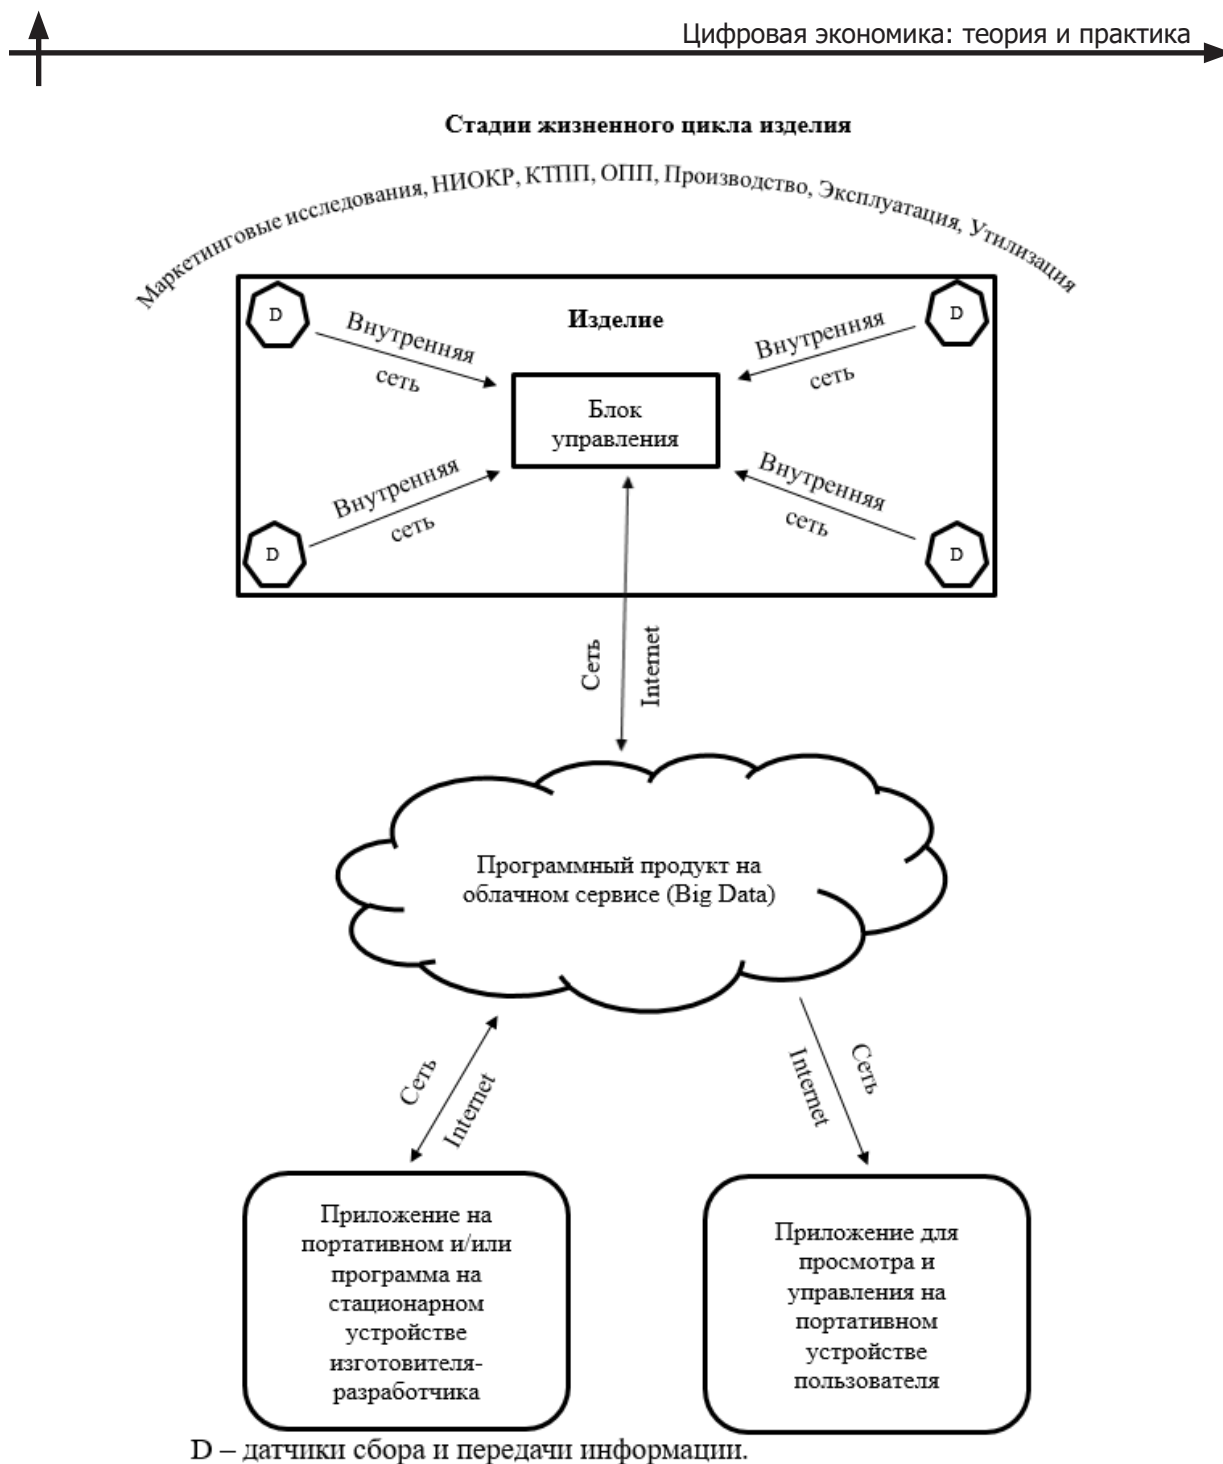 Цифровая экономика: теория и практика
Стадии жизненного цикла изделия
Маркетинговые исследования, НИОКР, КТПП, ОПП, Производство, Эксплуатация, Утилизация
D
Внутренняя
сеть
Изделие
Внутренняя
сеть
D
Блок
управления
D
Внутренняя
сеть
Внутренняя
сеть
D
Сеть
Internet
Программный продукт на
облачном сервисе (Big Data)
Сеть
Internet
Сеть
Internet
Приложение на
портативном и/или
программа на
стационарном
устройстве
изготовителя-
разработчика
Приложение для
просмотра и
управления на
портативном
устройстве
пользователя
D – датчики сбора и передачи информации.